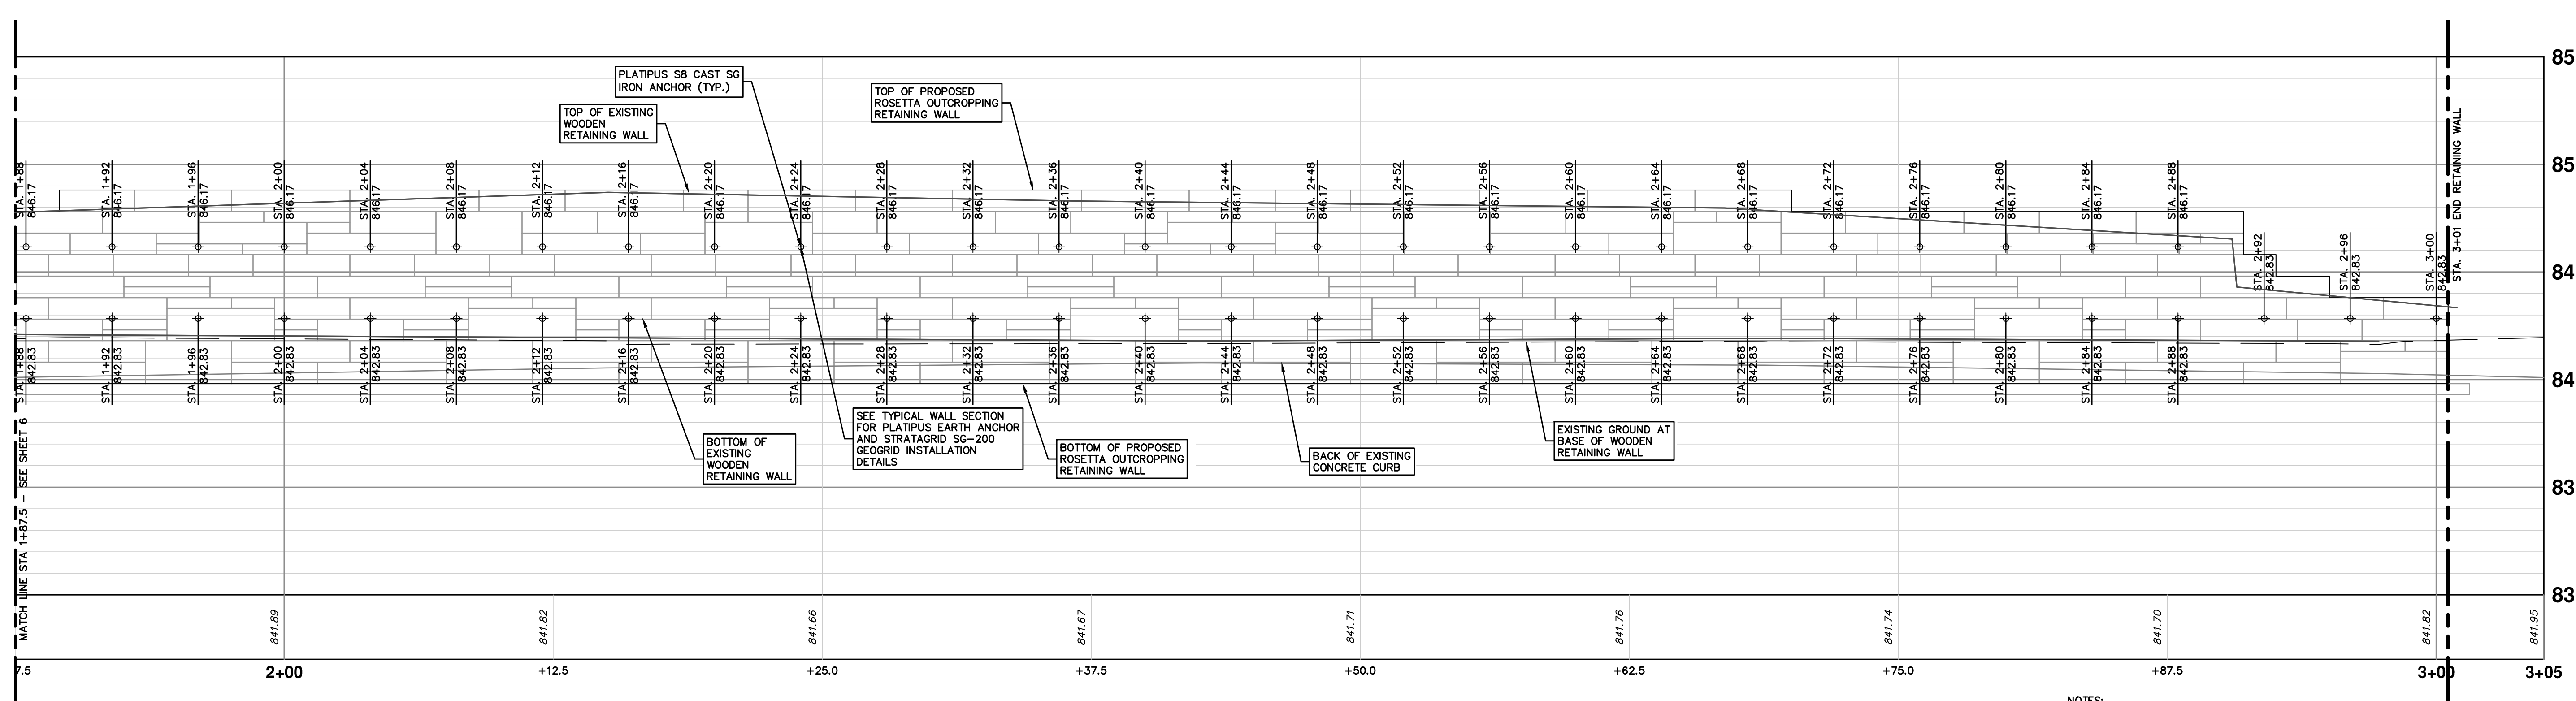 PLATIPUS S8 CAST SG
IRON ANCHOR (TYP.)
TOP OF EXISTING
WOODEN
RETAINING WALL
TOP OF PROPOSED
ROSETTA OUTCROPPING
RETAINING WALL
STA. 1+88
846.17
STA. 1+92
846.17
STA. 1+96
846.17
STA. 2+00
846.17
STA. 2+04
846.17
STA. 2+08
846.17
STA. 2+12
846.17
STA. 2+16
846.17
STA. 2+20
846.17
STA. 2+24
846.17
STA. 2+28
846.17
STA. 2+32
846.17
STA. 2+36
846.17
STA. 2+40
846.17
STA. 2+44
846.17
STA. 2+48
846.17
STA. 2+52
846.17
STA. 2+56
846.17
STA. 2+60
846.17
STA. 2+64
846.17
STA. 2+68
846.17
STA. 2+72
846.17
STA. 2+76
846.17
STA. 2+80
846.17
STA. 2+84
846.17
STA. 2+88
846.17
STA. 2+92
842.83
STA. 2+96
842.83
STA. 3+00
842.83
STA. 3+01 END RETAINING WALL
85
85
84
84
83
83
STA. 1+88
842.83
STA. 1+92
842.83
STA. 1+96
842.83
STA. 2+00
842.83
STA. 2+04
842.83
STA. 2+08
842.83
STA. 2+12
842.83
STA. 2+16
842.83
STA. 2+20
842.83
STA. 2+24
842.83
STA. 2+28
842.83
STA. 2+32
842.83
STA. 2+36
842.83
STA. 2+40
842.83
STA. 2+44
842.83
STA. 2+48
842.83
STA. 2+52
842.83
STA. 2+56
842.83
STA. 2+60
842.83
STA. 2+64
842.83
STA. 2+68
842.83
STA. 2+72
842.83
STA. 2+76
842.83
STA. 2+80
842.83
STA. 2+84
842.83
STA. 2+88
842.83
MATCH LINE STA 1+87.5 - SEE SHEET 6
BOTTOM OF
EXISTING
WOODEN
RETAINING WALL
SEE TYPICAL WALL SECTION
FOR PLATIPUS EARTH ANCHOR
AND STRATAGRID SG-200
GEOGRID INSTALLATION
DETAILS
BOTTOM OF PROPOSED
ROSETTA OUTCROPPING
RETAINING WALL
BACK OF EXISTING
CONCRETE CURB
EXISTING GROUND AT
BASE OF WOODEN
RETAINING WALL
841.89
841.82
841.66
841.67
841.71
841.76
841.74
841.70
841.82
841.95
7.5
2+00
+12.5
+25.0
+37.5
+50.0
+62.5
+75.0
+87.5
3+00
3+05
NOTES: